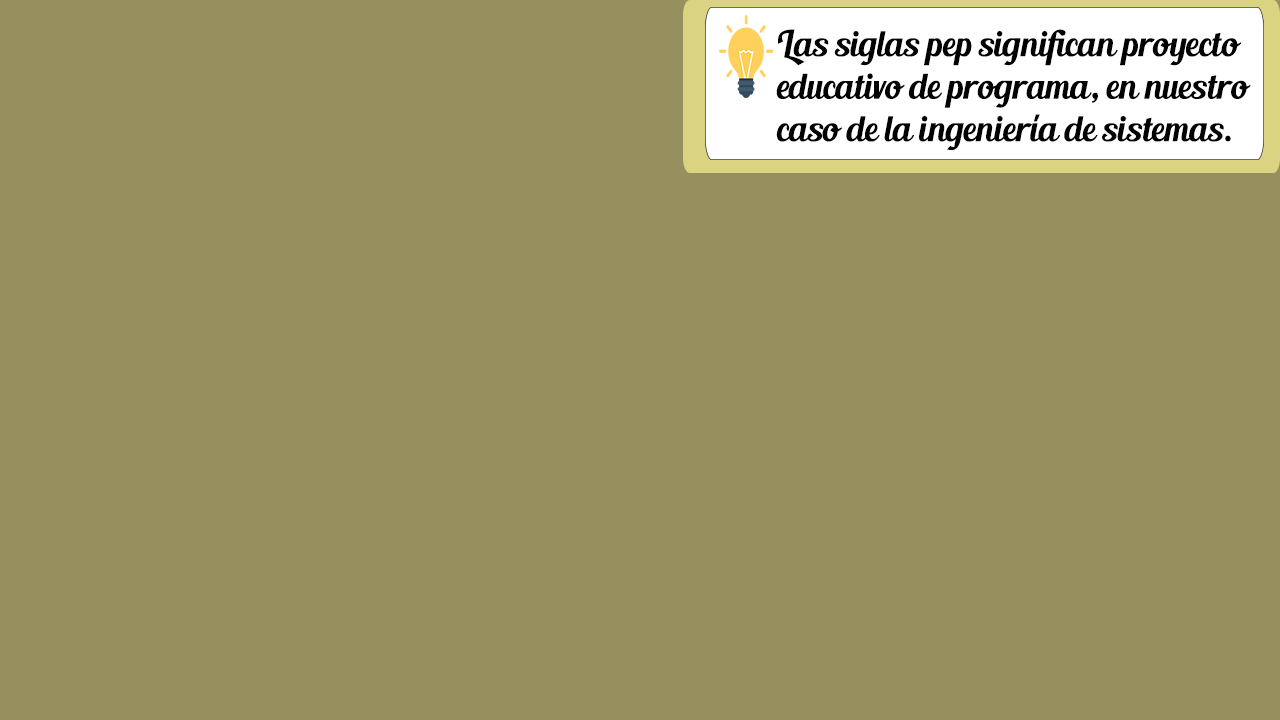 Las siglas pep significan proyecto
educativo de programa, en nuestro
caso de la ingeniería de sistemas.